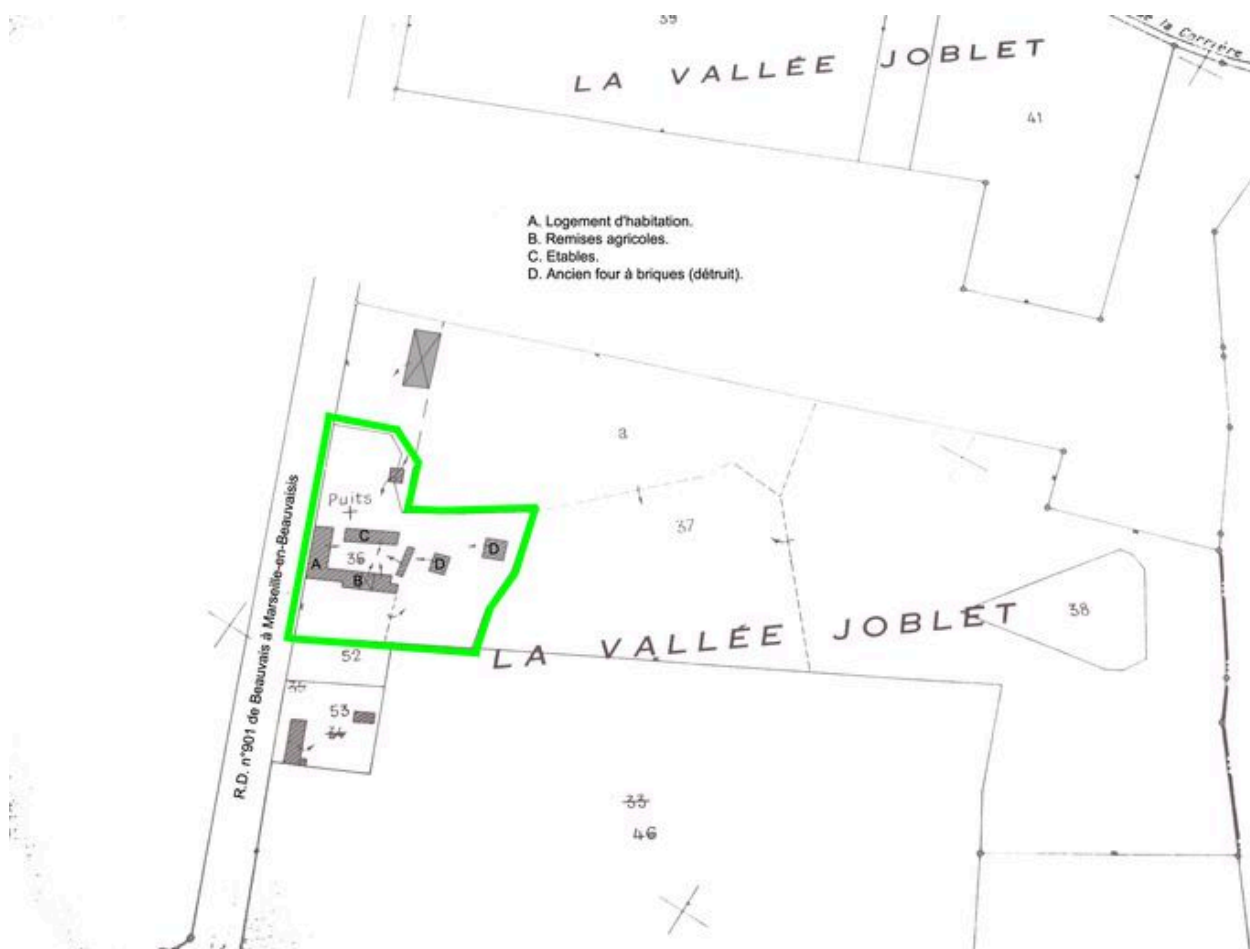 39
de la Carrière
LA VALLÉE JOBLET
41
A. Logement d'habitation.
B. Remises agricoles.
C. Etables.
D. Ancien four à briques (détruit).
a
Puits
37
C
D
36
A
D
B
R.D. n°901 de Beauvais à Marseille-en-Beauvaisis
LA VALLÉE JOBLET
38
52
35
53
34
33
46